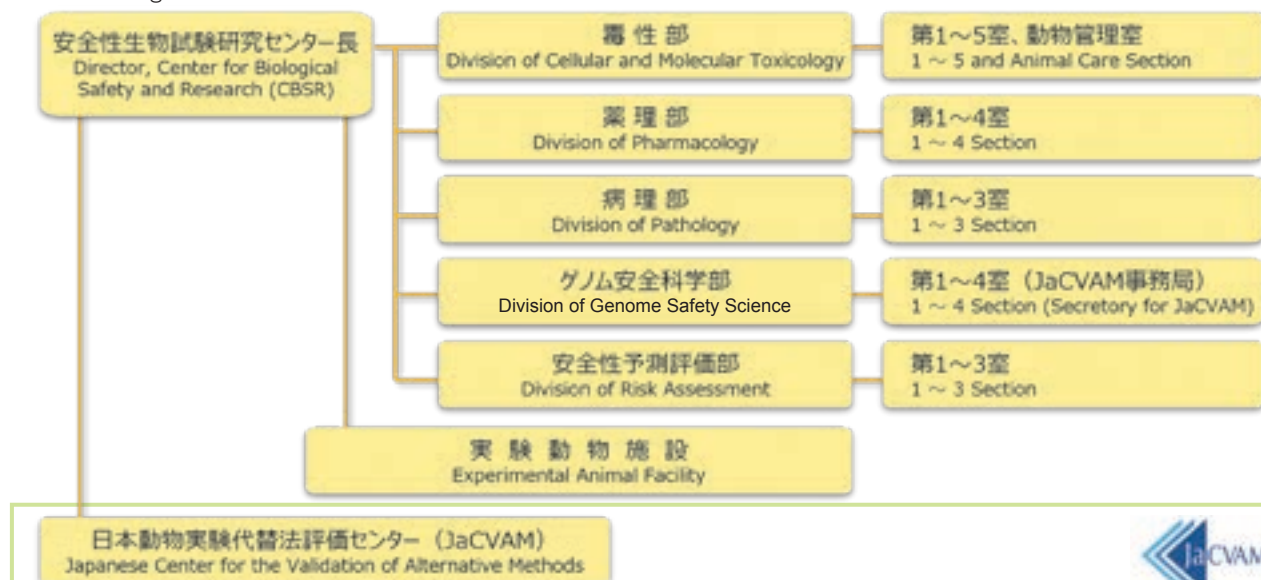 安全性生物試験研究センター長
Director, Center for Biological
Safety and Research (CBSR)
毒 性 部
Division of Cellular and Molecular Toxicology
第1～5室、動物管理室
1 ～ 5 and Animal Care Section
薬 理 部
Division of Pharmacology
第1～4室
1 ～ 4 Section
病 理 部
Division of Pathology
第1～3室
1 ～ 3 Section
ゲノム安全科学部
Division of Genome Safety Science
第1～4室（JaCVAM事務局）
1 ～ 4 Section (Secretory for JaCVAM)
安全性予測評価部
Division of Risk Assessment
第1～3室
1 ～ 3 Section
実 験 動 物 施 設
Experimental Animal Facility
日本動物実験代替法評価センター（JaCVAM）
Japanese Center for the Validation of Alternative Methods
JaCVAM